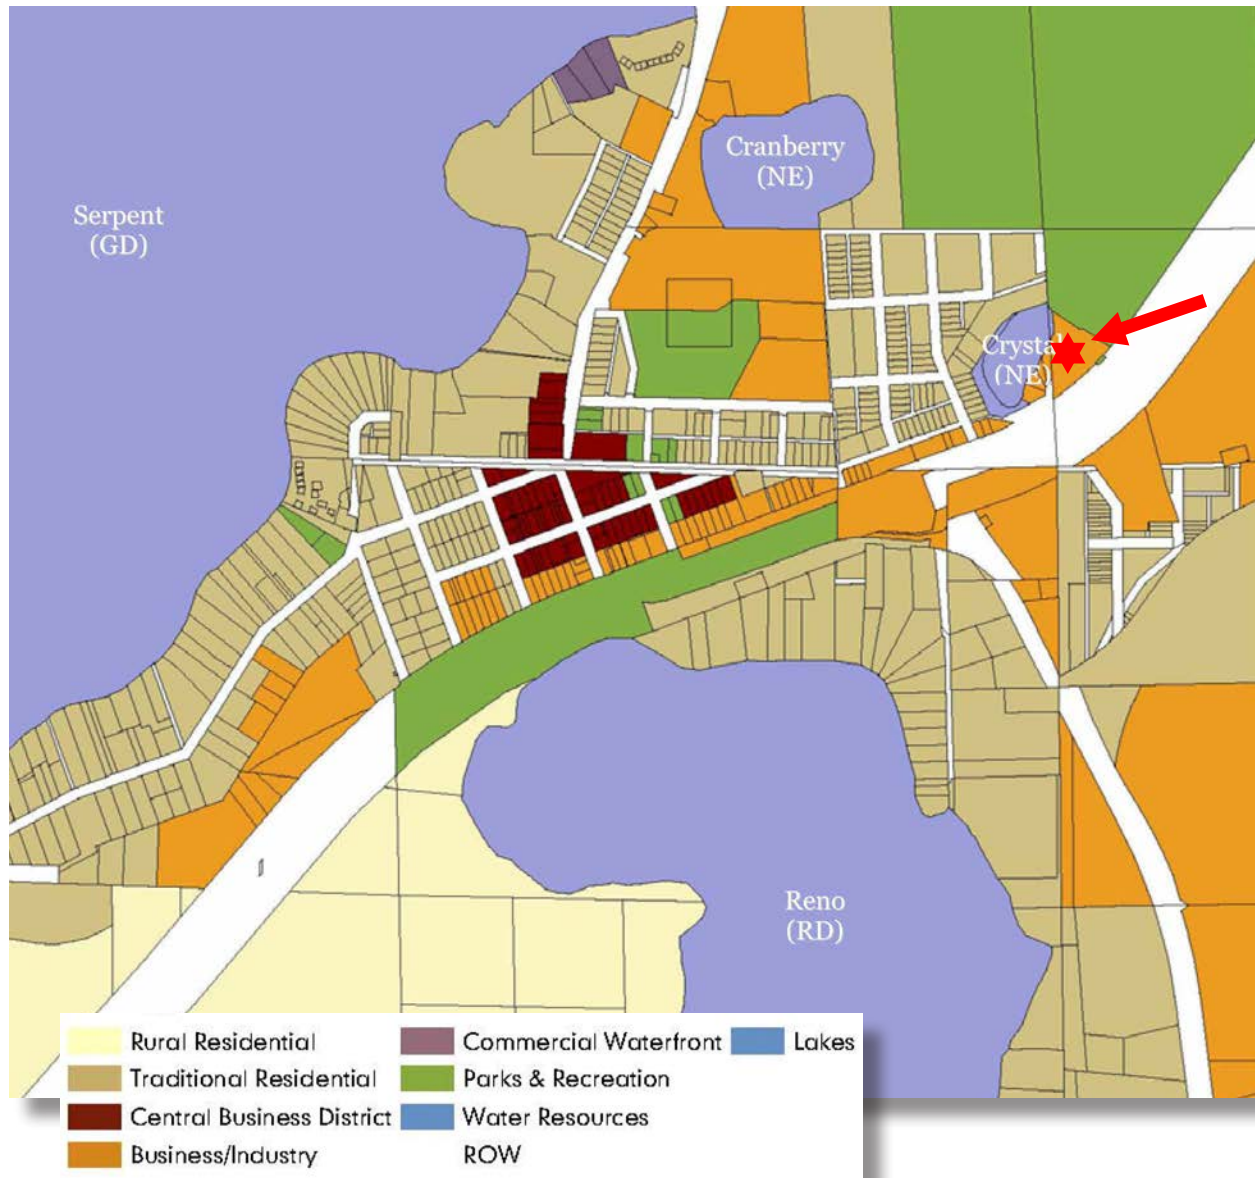 Cranberry
(NE)
Serpent
(GD)
Crystal
(NE)
Reno
(RD)
Rural Residential
Commercial Waterfront
Lakes
Traditional Residential
Parks & Recreation
Central Business District
Water Resources
Business/Industry
ROW